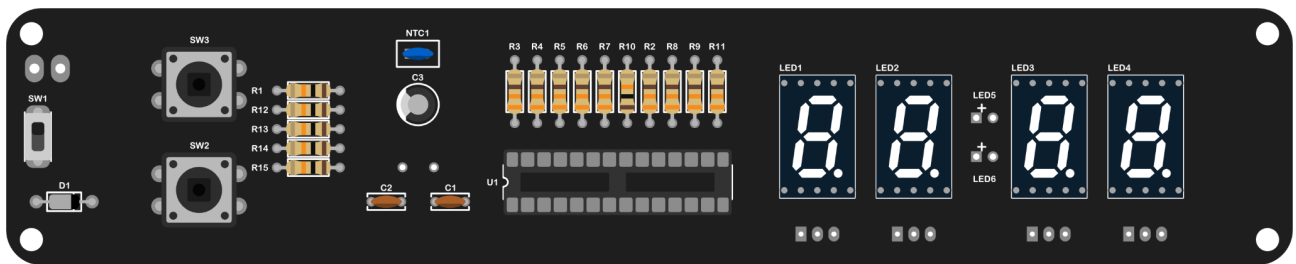 SW3
NTC1
R3 R4 R5 R6 R7 R10 R2 R8 R9 R11
LED1
LED2
LED3
LED4
C3
R1
R12
R13
R14
R15
SW1
LED5
+
+
LED6
SW2
D1
C2
C1
U1